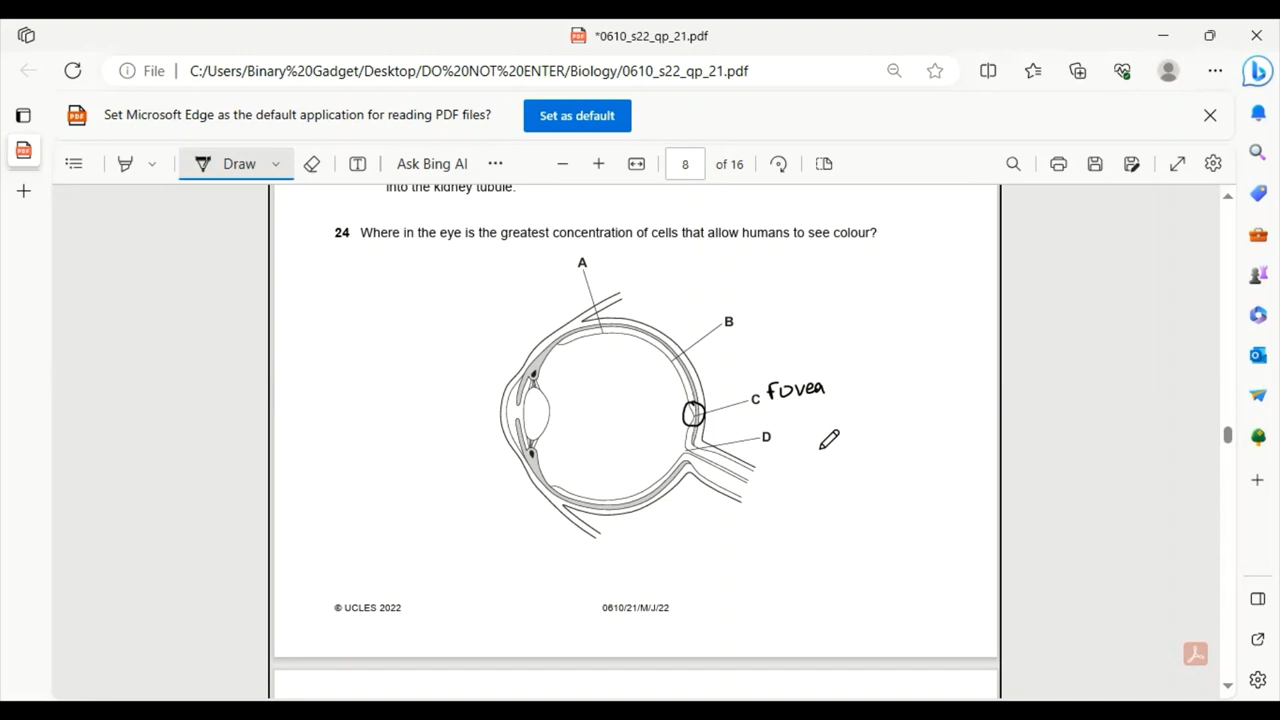 *0610_s22_qp_21.pdf
File C:/Users/Binary%20Gadget/Desktop/DO%20NOT%20ENTER/Biology/0610_s22_qp_21.pdf
Set Microsoft Edge as the default application for reading PDF files? Set as default
Draw Ask Bing AI 8 of 16
into the kidney tubule.
24 Where in the eye is the greatest concentration of cells that allow humans to see colour?
A
B
C fovea
D
© UCLES 2022 0610/21/M/J/22